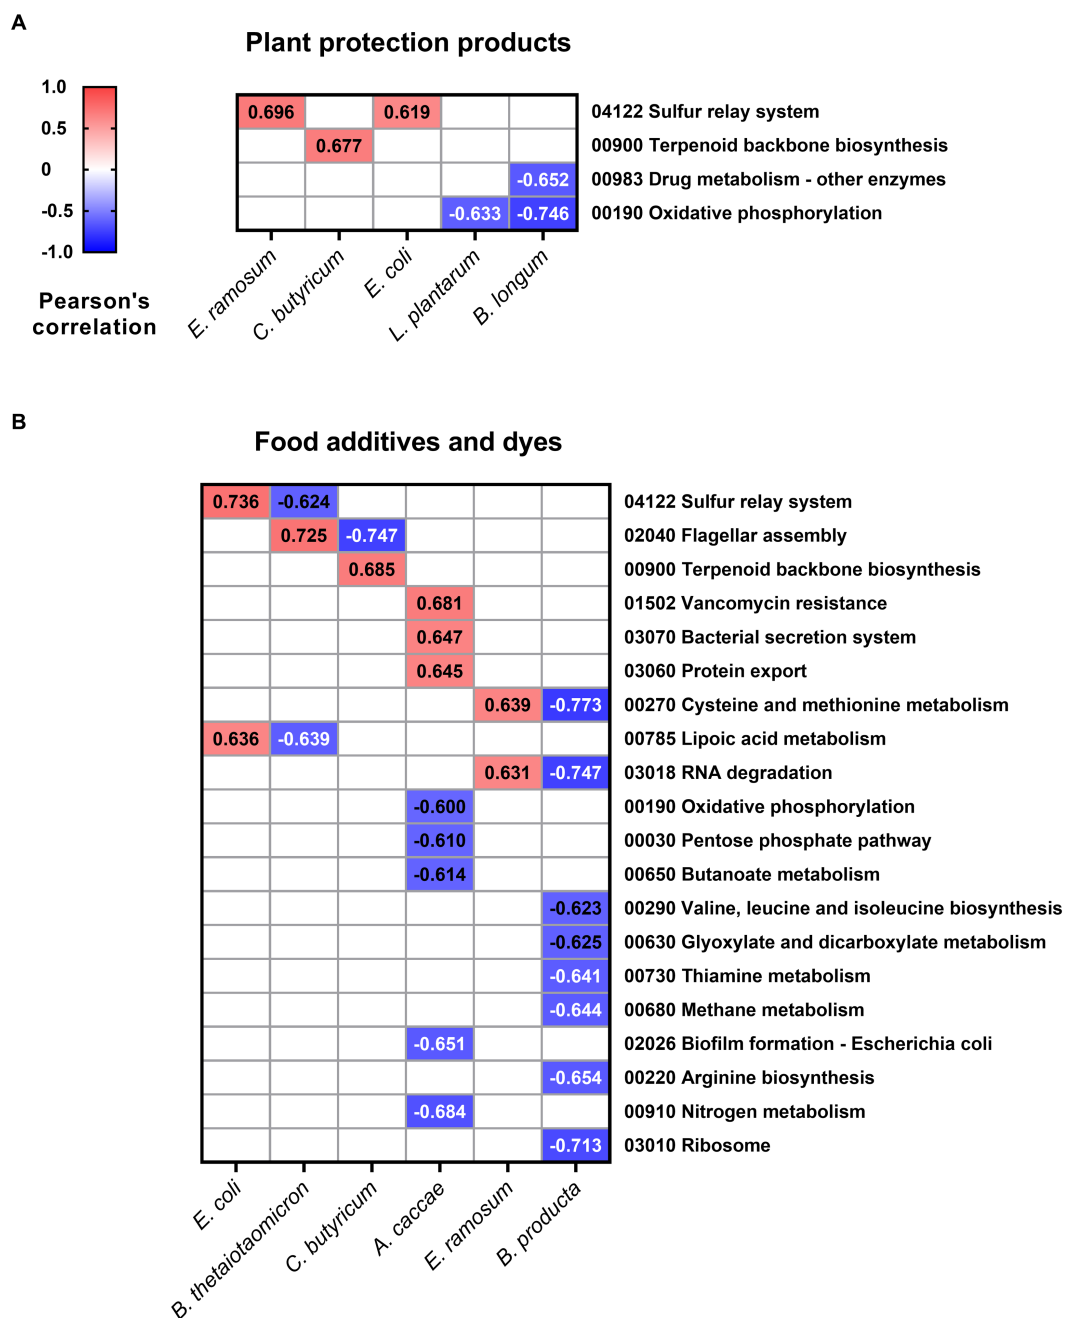 A
Plant protection products
1.0
0.5
0
-0.5
-1.0
Pearson's
correlation
0.696 0.619 04122 Sulfur relay system
0.677 00900 Terpenoid backbone biosynthesis
-0.652 00983 Drug metabolism - other enzymes
-0.633 -0.746 00190 Oxidative phosphorylation
E. ramosum
C. butyricum
E. coli
L. plantarum
B. longum
B
Food additives and dyes
0.736 -0.624 04122 Sulfur relay system
0.725 -0.747 02040 Flagellar assembly
0.685 00900 Terpenoid backbone biosynthesis
0.681 01502 Vancomycin resistance
0.647 03070 Bacterial secretion system
0.645 03060 Protein export
0.639 -0.773 00270 Cysteine and methionine metabolism
0.636 -0.639 00785 Lipoic acid metabolism
0.631 -0.747 03018 RNA degradation
-0.600 00190 Oxidative phosphorylation
-0.610 00030 Pentose phosphate pathway
-0.614 00650 Butanoate metabolism
-0.623 00290 Valine, leucine and isoleucine biosynthesis
-0.625 00630 Glyoxylate and dicarboxylate metabolism
-0.641 00730 Thiamine metabolism
-0.644 00680 Methane metabolism
-0.651 02026 Biofilm formation - Escherichia coli
-0.654 00220 Arginine biosynthesis
-0.684 00910 Nitrogen metabolism
-0.713 03010 Ribosome
E. coli
B. thetaiotaomicron
C. butyricum
A. caccae
E. ramosum
B. producta